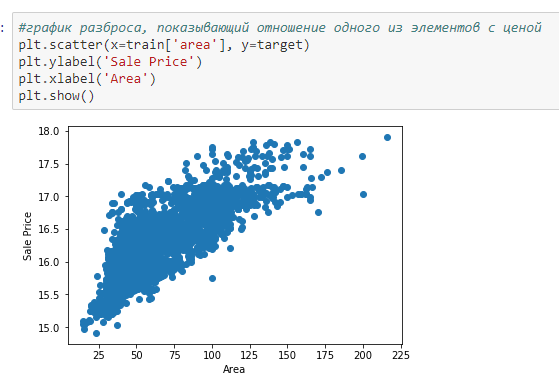 :
#график разброса, показывающий отношение одного из элементов с ценой
plt.scatter(x=train['area'], y=target)
plt.ylabel('Sale Price')
plt.xlabel('Area')
plt.show()
18.0
17.5
17.0
16.5
16.0
15.5
15.0
Sale Price
25 50 75 100 125 150 175 200 225
Area